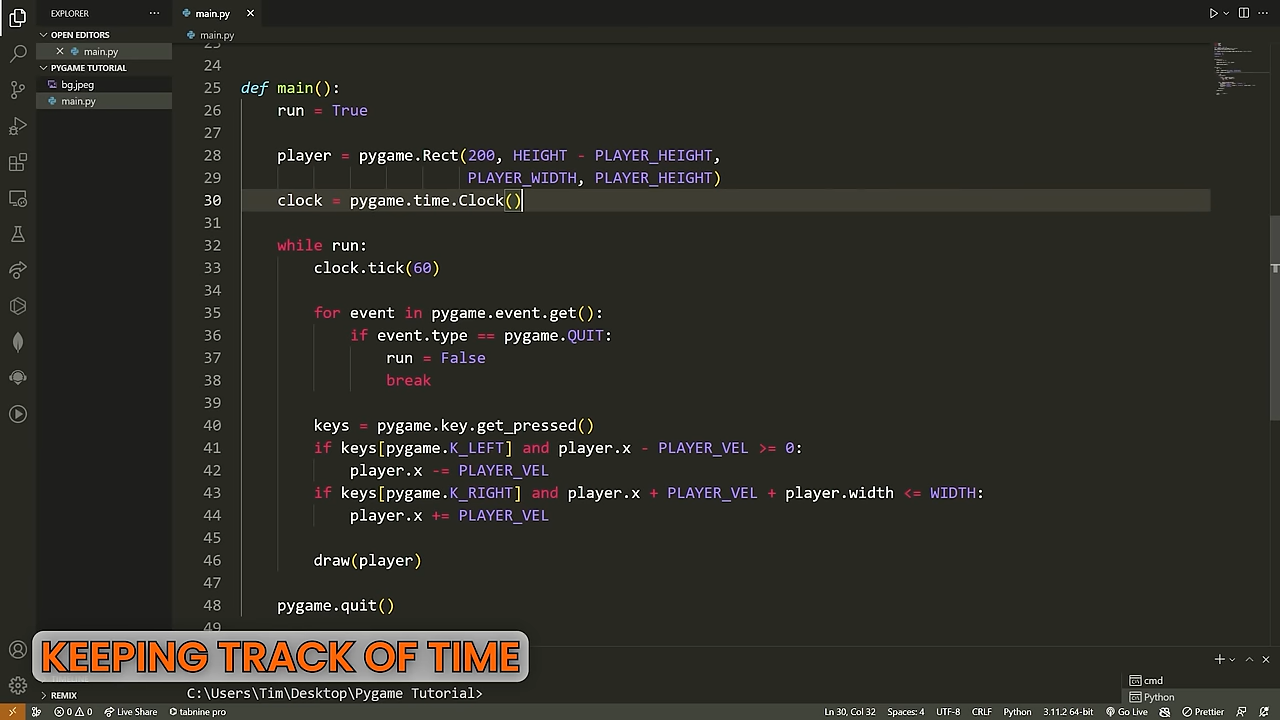 EXPLORER
main.py
OPEN EDITORS
main.py
main.py
PYGAME TUTORIAL
bg.jpeg
main.py
24
25 def main():
26 run = True
27
28 player = pygame.Rect(200, HEIGHT - PLAYER_HEIGHT,
29 PLAYER_WIDTH, PLAYER_HEIGHT)
30 clock = pygame.time.Clock()
31
32 while run:
33 clock.tick(60)
34
35 for event in pygame.event.get():
36 if event.type == pygame.QUIT:
37 run = False
38 break
39
40 keys = pygame.key.get_pressed()
41 if keys[pygame.K_LEFT] and player.x - PLAYER_VEL >= 0:
42 player.x -= PLAYER_VEL
43 if keys[pygame.K_RIGHT] and player.x + PLAYER_VEL + player.width <= WIDTH:
44 player.x += PLAYER_VEL
45
46 draw(player)
47
48 pygame.quit()
49
KEEPING TRACK OF TIME
cmd
REMIX
C:\Users\Tim\Desktop\Pygame Tutorial>
Python
0 0 Live Share tabnine pro Ln 30, Col 32 Spaces: 4 UTF-8 CRLF Python 3.11.2 64-bit Go Live Prettier